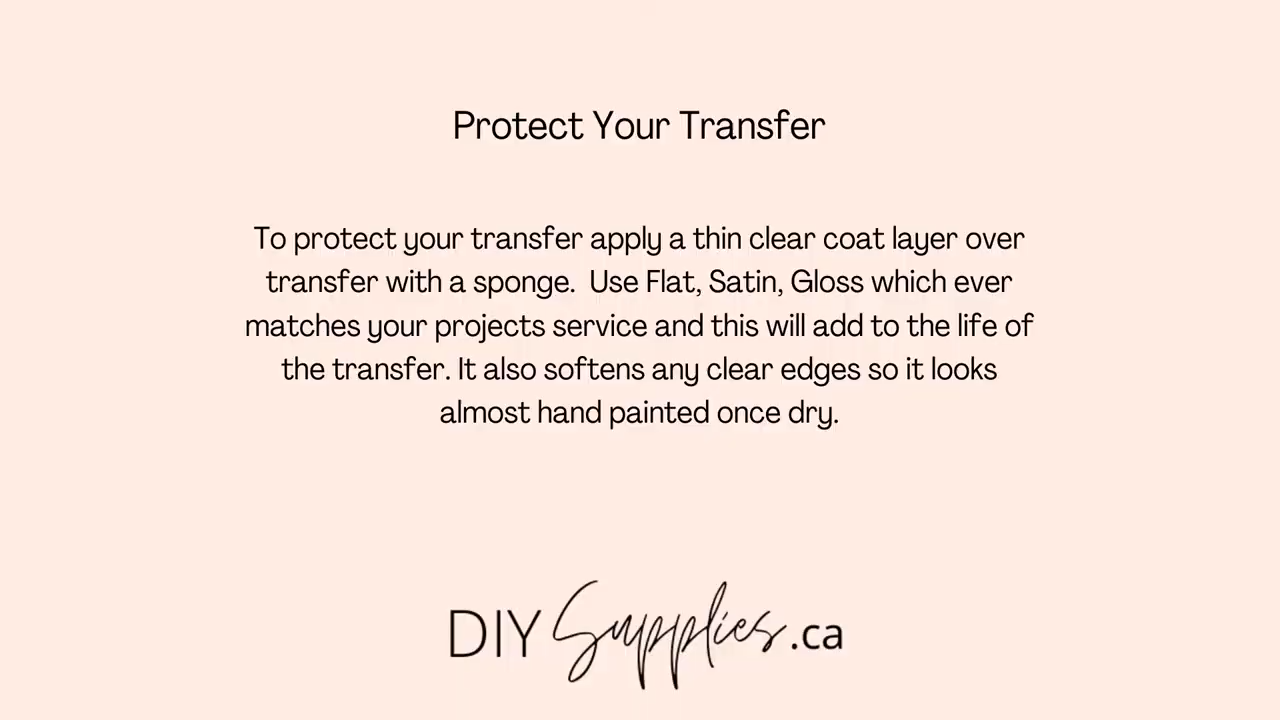 Protect Your Transfer
To protect your transfer apply a thin clear coat layer over
transfer with a sponge.  Use Flat, Satin, Gloss which ever
matches your projects service and this will add to the life of
the transfer. It also softens any clear edges so it looks
almost hand painted once dry.
DIY Supplies.ca